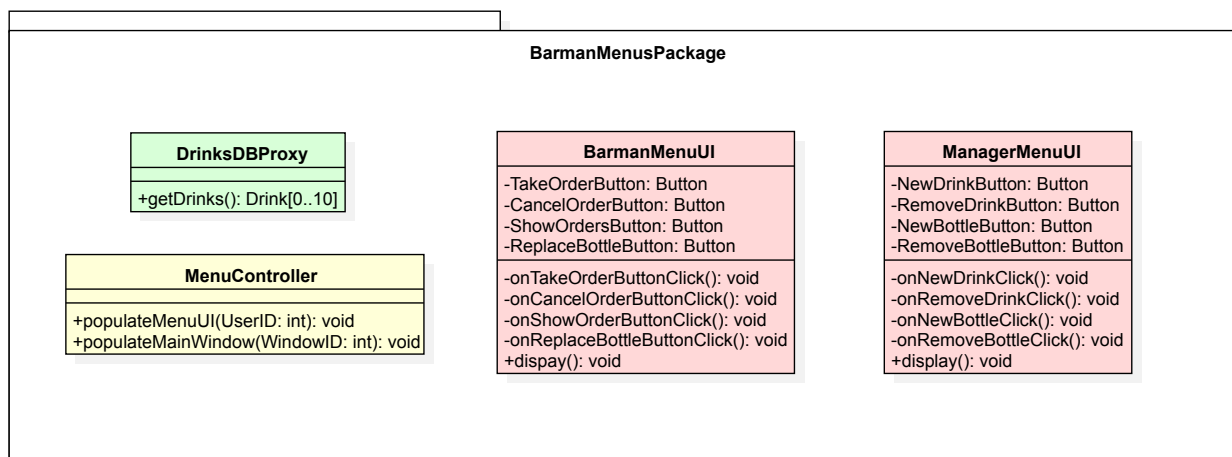 BarmanMenusPackage
DrinksDBProxy
+getDrinks(): Drink[0..10]
MenuController
+populateMenuUI(UserID: int): void
+populateMainWindow(WindowID: int): void
BarmanMenuUI
-TakeOrderButton: Button
-CancelOrderButton: Button
-ShowOrdersButton: Button
-ReplaceBottleButton: Button
-onTakeOrderButtonClick(): void
-onCancelOrderButtonClick(): void
-onShowOrderButtonClick(): void
-onReplaceBottleButtonClick(): void
+dispay(): void
ManagerMenuUI
-NewDrinkButton: Button
-RemoveDrinkButton: Button
-NewBottleButton: Button
-RemoveBottleButton: Button
-onNewDrinkClick(): void
-onRemoveDrinkClick(): void
-onNewBottleClick(): void
-onRemoveBottleClick(): void
+display(): void